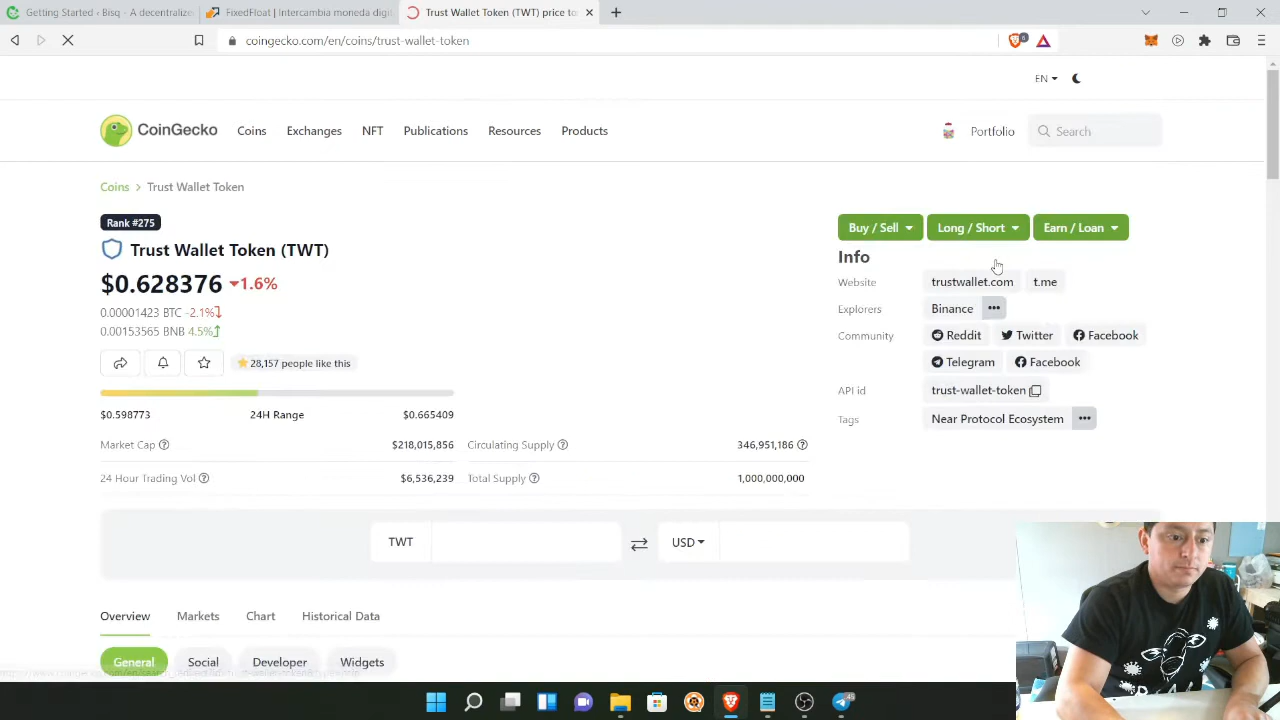 Getting Started - Bisq - A decentralize
FixedFloat | Intercambia moneda digi
Trust Wallet Token (TWT) price to
coingecko.com/en/coins/trust-wallet-token
6
EN
CoinGecko
Coins
Exchanges
NFT
Publications
Resources
Products
Portfolio
Search
Coins > Trust Wallet Token
Rank #275
Trust Wallet Token (TWT)
$0.628376 1.6%
0.00001423 BTC -2.1%
0.00153565 BNB 4.5%
28,157 people like this
$0.598773 24H Range $0.665409
Market Cap $218,015,856
Circulating Supply 346,951,186
24 Hour Trading Vol $6,536,239
Total Supply 1,000,000,000
Buy / Sell
Long / Short
Earn / Loan
Info
Website trustwallet.com t.me
Explorers Binance
Community Reddit Twitter Facebook
Telegram Facebook
API id trust-wallet-token
Tags Near Protocol Ecosystem
TWT
USD
Overview
Markets
Chart
Historical Data
General
Social
Developer
Widgets